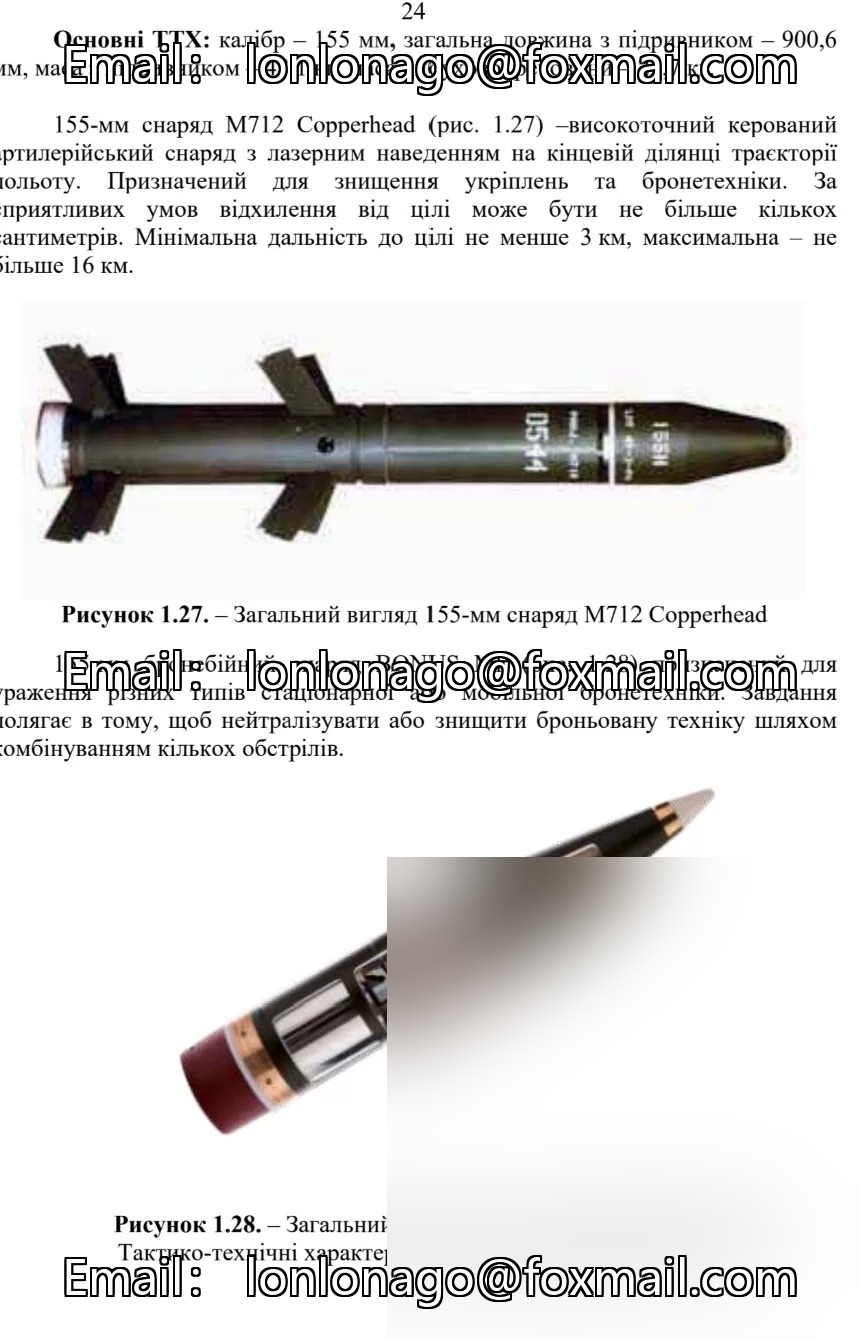 24
Основні ТТХ: калібр – 155 мм, загальна довжина з підривником – 900,6
мм,
Email： lonlonago@foxmail.com
155-мм снаряд M712 Copperhead (рис. 1.27) –високоточний керований
артилерійський снаряд з лазерним наведенням на кінцевій ділянці траєкторії
польоту. Призначений для знищення укріплень та бронетехніки. За
сприятливих умов відхилення від цілі може бути не більше кількох
сантиметрів. Мінімальна дальність до цілі не менше 3 км, максимальна – не
більше 16 км.
0544
155H
Рисунок 1.27. – Загальний вигляд 155-мм снаряд M712 Copperhead
для
Email： lonlonago@foxmail.com
ураження різних типів стаціонарної або мобільної бронетехніки. Завдання
полягає в тому, щоб нейтралізувати або знищити броньовану техніку шляхом
комбінуванням кількох обстрілів.
Рисунок 1.28. – Загальний
Тактико-технічні характер
Email： lonlonago@foxmail.com